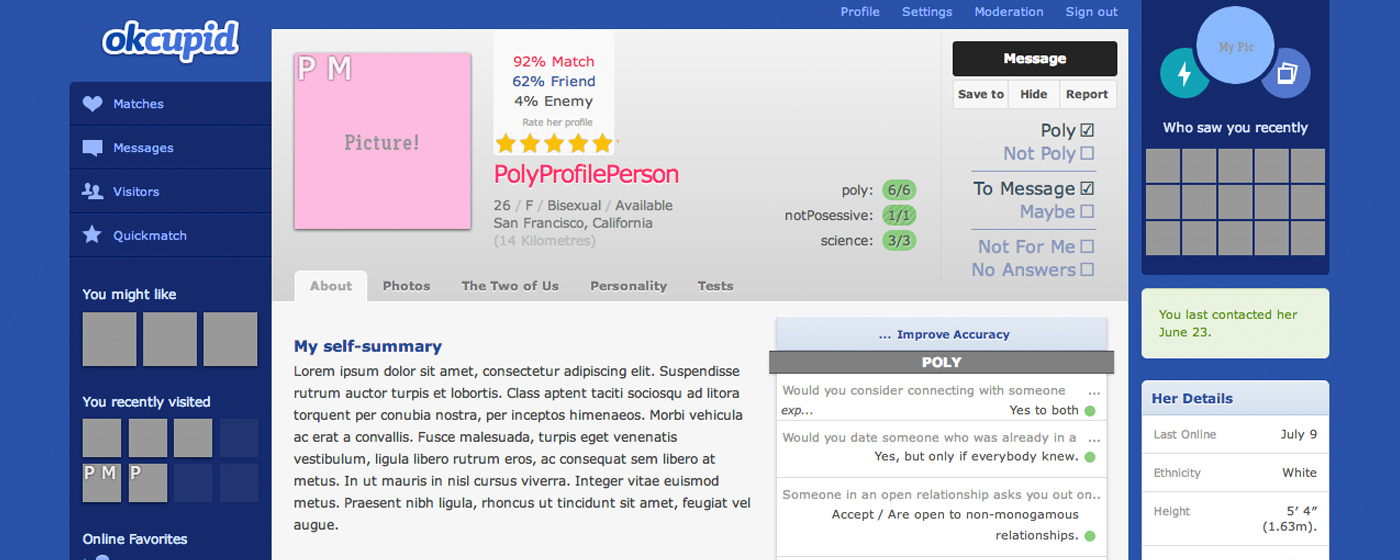 okcupid
Profile Settings Moderation Sign out
Matches
Messages
Visitors
Quickmatch
You might like
You recently visited
P M P
Online Favorites
P M
Picture!
92% Match
62% Friend
4% Enemy
Rate her profile
PolyProfilePerson
26 / F / Bisexual / Available
San Francisco, California
(14 Kilometres)
poly: 6/6
notPosessive: 1/1
science: 3/3
Message
Save to Hide Report
Poly
Not Poly
To Message
Maybe
Not For Me
No Answers
About Photos The Two of Us Personality Tests
My self-summary
Lorem ipsum dolor sit amet, consectetur adipiscing elit. Suspendisse
rutrum auctor turpis et lobortis. Class aptent taciti sociosqu ad litora
torquent per conubia nostra, per inceptos himenaeos. Morbi vehicula
ac erat a convallis. Fusce malesuada, turpis eget venenatis
vestibulum, ligula libero rutrum eros, ac consequat sem libero at
metus. In ut mauris in nisl cursus viverra. Integer vitae euismod
metus. Praesent nibh ligula, rhoncus ut tincidunt sit amet, feugiat vel
augue.
... Improve Accuracy
POLY
Would you consider connecting with someone ...
exp... Yes to both
Would you date someone who was already in a ...
Yes, but only if everybody knew.
Someone in an open relationship asks you out on..
Accept / Are open to non-monogamous
relationships.
My Pic
Who saw you recently
You last contacted her
June 23.
Her Details
Last Online July 9
Ethnicity White
Height 5′ 4″
(1.63m).